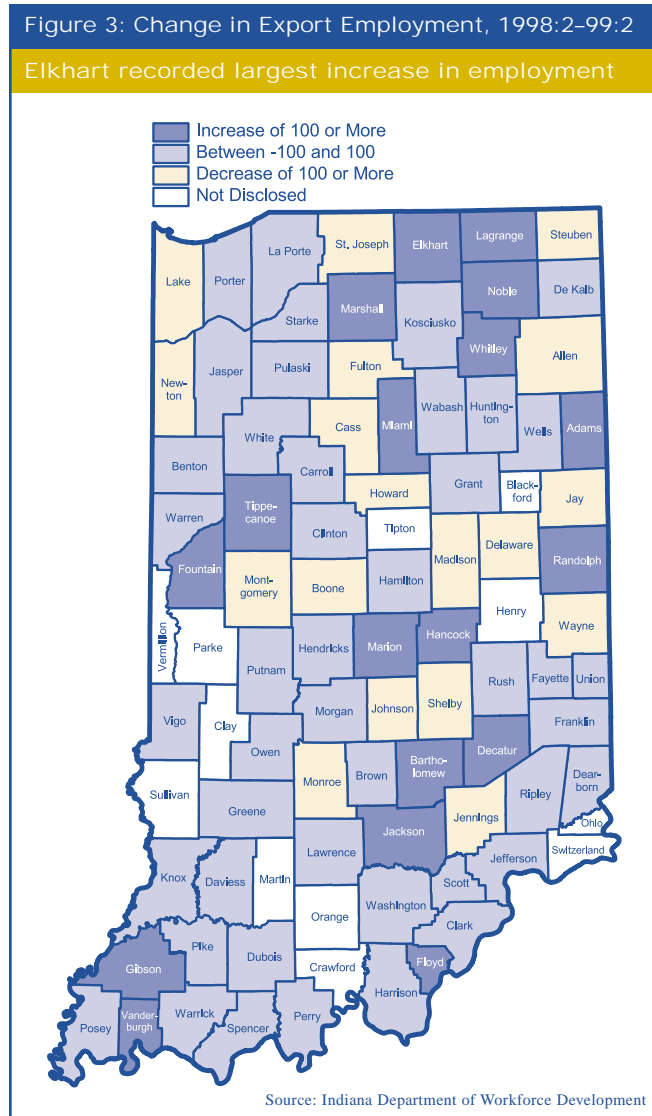 Figure 3: Change in Export Employment, 1998:2–99:2
Elkhart recorded largest increase in employment
Increase of 100 or More
Between -100 and 100
Decrease of 100 or More
Not Disclosed
Lake
Porter
La Porte
St. Joseph
Elkhart
Lagrange
Steuben
Noble
De Kalb
Starke
Marshall
Kosciusko
Whitley
Allen
New-
ton
Jasper
Pulaski
Fulton
Wabash
Hunting-
ton
Wells
Adams
White
Cass
Miami
Benton
Carroll
Howard
Grant
Black-
ford
Jay
Warren
Tippe-
canoe
Clinton
Tipton
Madison
Delaware
Randolph
Fountain
Mont-
gomery
Boone
Hamilton
Henry
Wayne
Vermillion
Parke
Putnam
Hendricks
Marion
Hancock
Rush
Fayette
Union
Vigo
Clay
Owen
Morgan
Johnson
Shelby
Decatur
Franklin
Sullivan
Greene
Monroe
Brown
Bartho-
lomew
Jennings
Ripley
Dear-
born
Ohio
Switzerland
Knox
Daviess
Martin
Lawrence
Jackson
Jefferson
Scott
Orange
Washington
Clark
Gibson
Pike
Dubois
Crawford
Floyd
Harrison
Posey
Vander-
burgh
Warrick
Spencer
Perry
Source: Indiana Department of Workforce Development